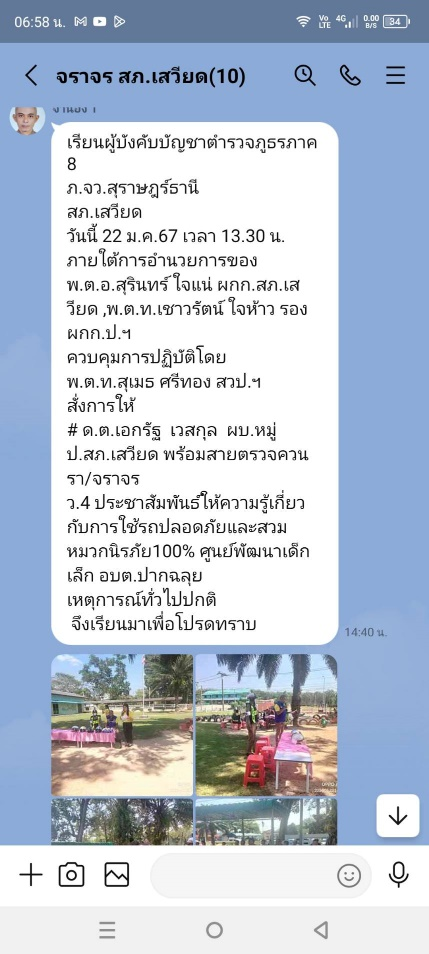 06:58 น.
Vo LTE 4G 0.00 B/S 34
จราจร สภ.เสวียด(10)
เรียนผู้บังคับบัญชาตำรวจภูธรภาค
8
ภ.จว.สุราษฎร์ธานี
สภ.เสวียด
วันนี้ 22 ม.ค.67 เวลา 13.30 น.
ภายใต้การอำนวยการของ
พ.ต.อ.สุรินทร์ ใจแน่ ผกก.สภ.เส
วียด ,พ.ต.ท.เชาวรัตน์ ใจห้าว รอง
ผกก.ป.ฯ
ควบคุมการปฏิบัติโดย
พ.ต.ท.สุเมธ ศรีทอง สวป.ฯ
สั่งการให้
# ด.ต.เอกรัฐ เวสกุล ผบ.หมู่
ป.สภ.เสวียด พร้อมสายตรวจควน
รา/จราจร
ว.4 ประชาสัมพันธ์ให้ความรู้เกี่ยว
กับการใช้รถปลอดภัยและสวม
หมวกนิรภัย100% ศูนย์พัฒนาเด็ก
เล็ก อบต.ปากฉลุย
เหตุการณ์ทั่วไปปกติ
จึงเรียนมาเพื่อโปรดทราบ
14:40 น.